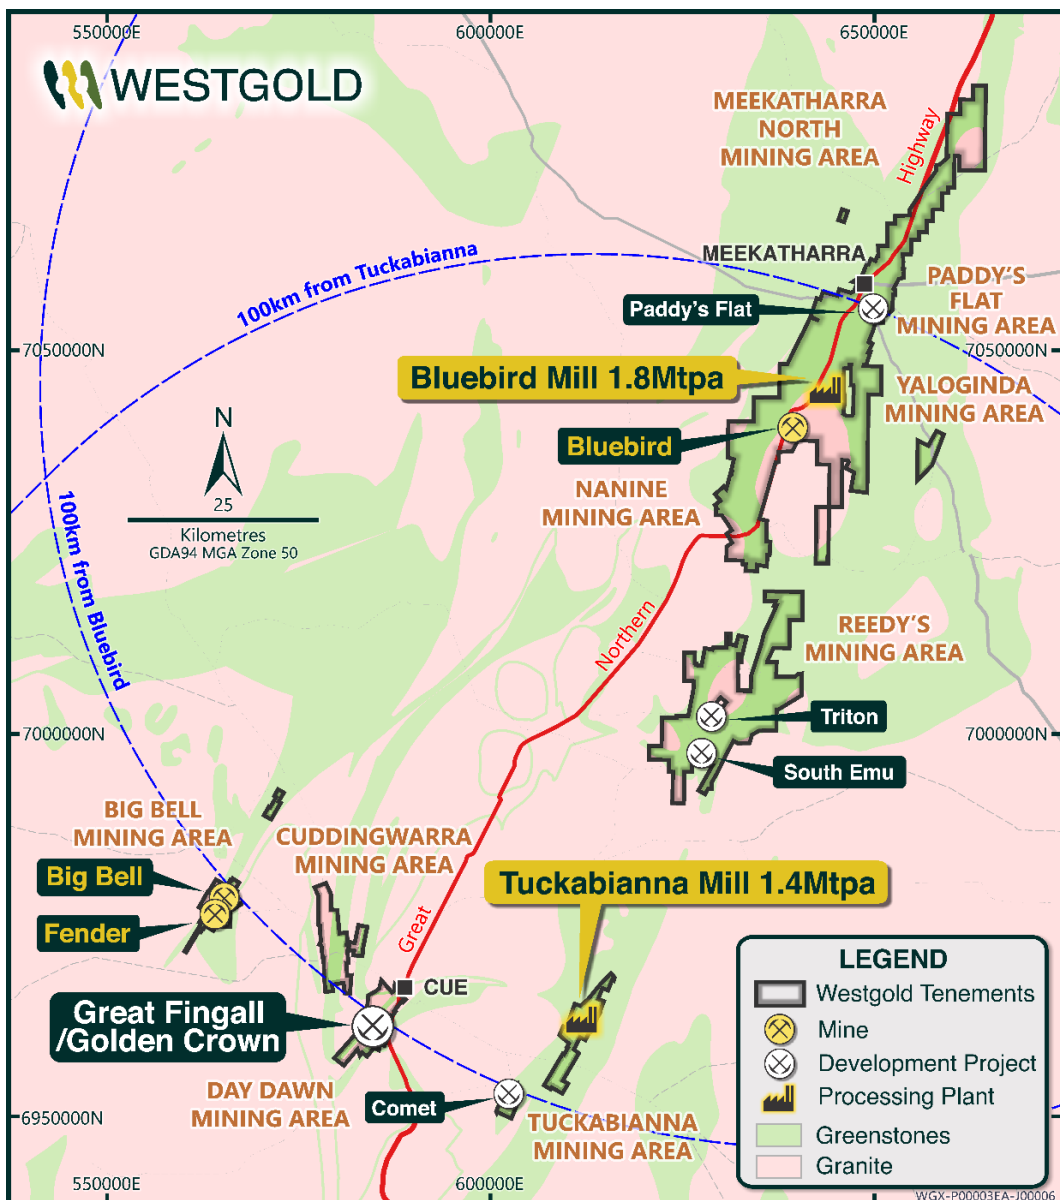 550000E
600000E
650000E
WESTGOLD
MEEKATHARRA
NORTH
MINING AREA
Highway
MEEKATHARRA
100km from Tuckabianna
PADDY'S
FLAT
MINING AREA
Paddy's Flat
7050000N
7050000N
Bluebird Mill 1.8Mtpa
YALOGINDA
MINING AREA
N
25
Kilometres
GDA94 MGA Zone 50
Bluebird
NANINE
MINING AREA
100km from Bluebird
Northern
REEDY'S
MINING AREA
Triton
7000000N
7000000N
South Emu
BIG BELL
MINING AREA
CUDDINGWARRA
MINING AREA
Big Bell
Fender
Tuckabianna Mill 1.4Mtpa
Great
CUE
Great Fingall
/Golden Crown
DAY DAWN
MINING AREA
Comet
TUCKABIANNA
MINING AREA
6950000N
LEGEND
Westgold Tenements
Mine
Development Project
Processing Plant
Greenstones
Granite
550000E
600000E
WGX-P00003EA-J00006